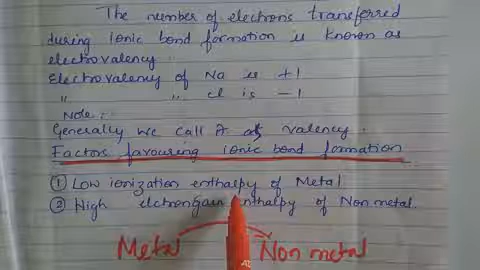 The number of electrons transferred
during Ionic bond formation is known as
electrovalency.
Electrovalency of Na is +1
" " Cl is -1
Note:
Generally we call it as valency.
Factors favouring ionic bond formation
① Low ionization enthalpy of Metal
② High elctrongain enthalpy of Non metal.
Metal Non metal